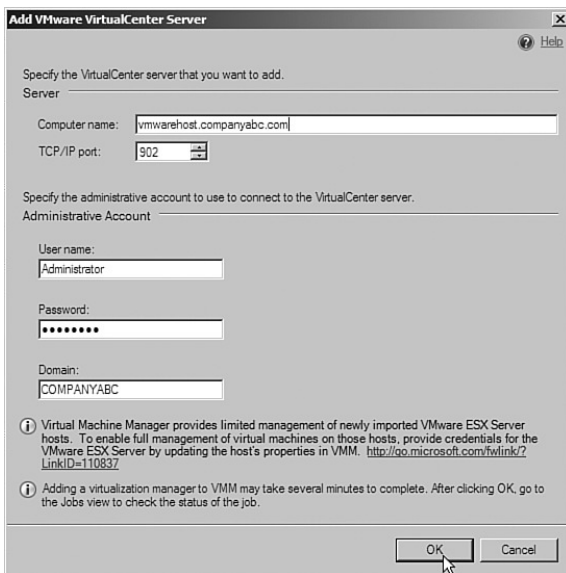 Add VMware VirtualCenter Server
Help
Specify the VirtualCenter server that you want to add.
Server
Computer name: vmwarehost.companyabc.com
TCP/IP port: 902
Specify the administrative account to use to connect to the VirtualCenter server.
Administrative Account
User name:
Administrator
Password:
••••••••
Domain:
COMPANYABC
Virtual Machine Manager provides limited management of newly imported VMware ESX Server
hosts. To enable full management of virtual machines on those hosts, provide credentials for the
VMware ESX Server by updating the host's properties in VMM. http://go.microsoft.com/fwlink/?
LinkID=110837
Adding a virtualization manager to VMM may take several minutes to complete. After clicking OK, go to
the Jobs view to check the status of the job.
OK Cancel